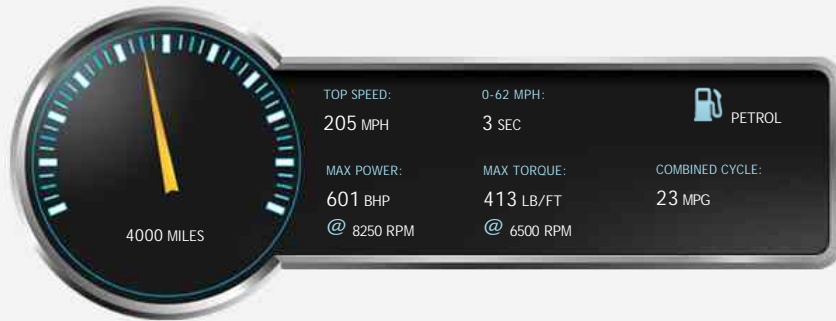 TOP SPEED:
205 MPH
0-62 MPH:
3 SEC
PETROL
MAX POWER:
601 BHP
@ 8250 RPM
MAX TORQUE:
413 LB/FT
@ 6500 RPM
COMBINED CYCLE:
23 MPG
4000 MILES